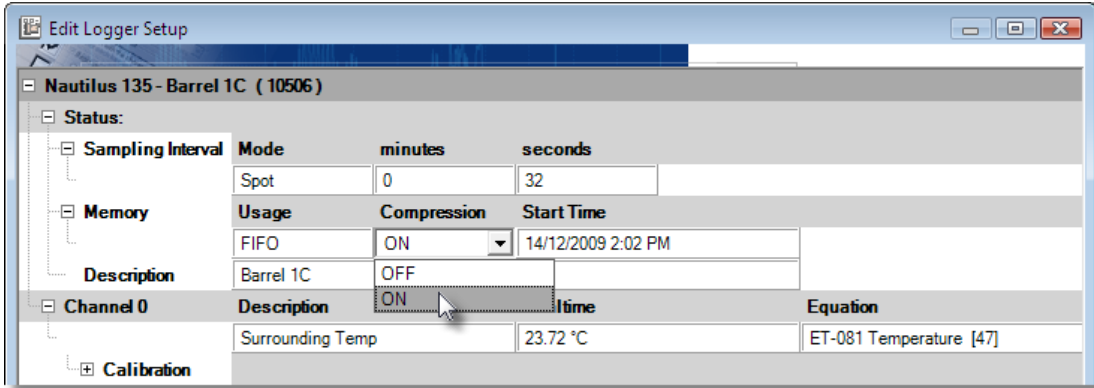 Edit Logger Setup
Nautilus 135 - Barrel 1C ( 10506 )
Status:
Sampling Interval Mode minutes seconds
Spot 0 32
Memory Usage Compression Start Time
FIFO ON 14/12/2009 2:02 PM
Description Barrel 1C OFF
ON
Channel 0 Description ltime Equation
Surrounding Temp 23.72 °C ET-081 Temperature [47]
Calibration